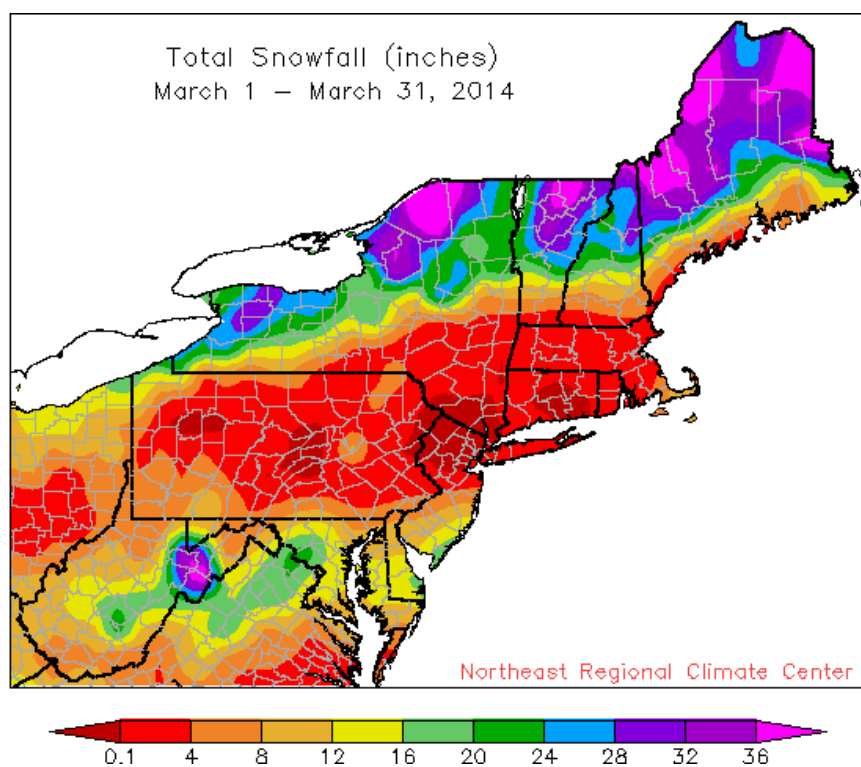 Total Snowfall (inches)
March 1 – March 31, 2014
Northeast Regional Climate Center
0.1 4 8 12 16 20 24 28 32 36